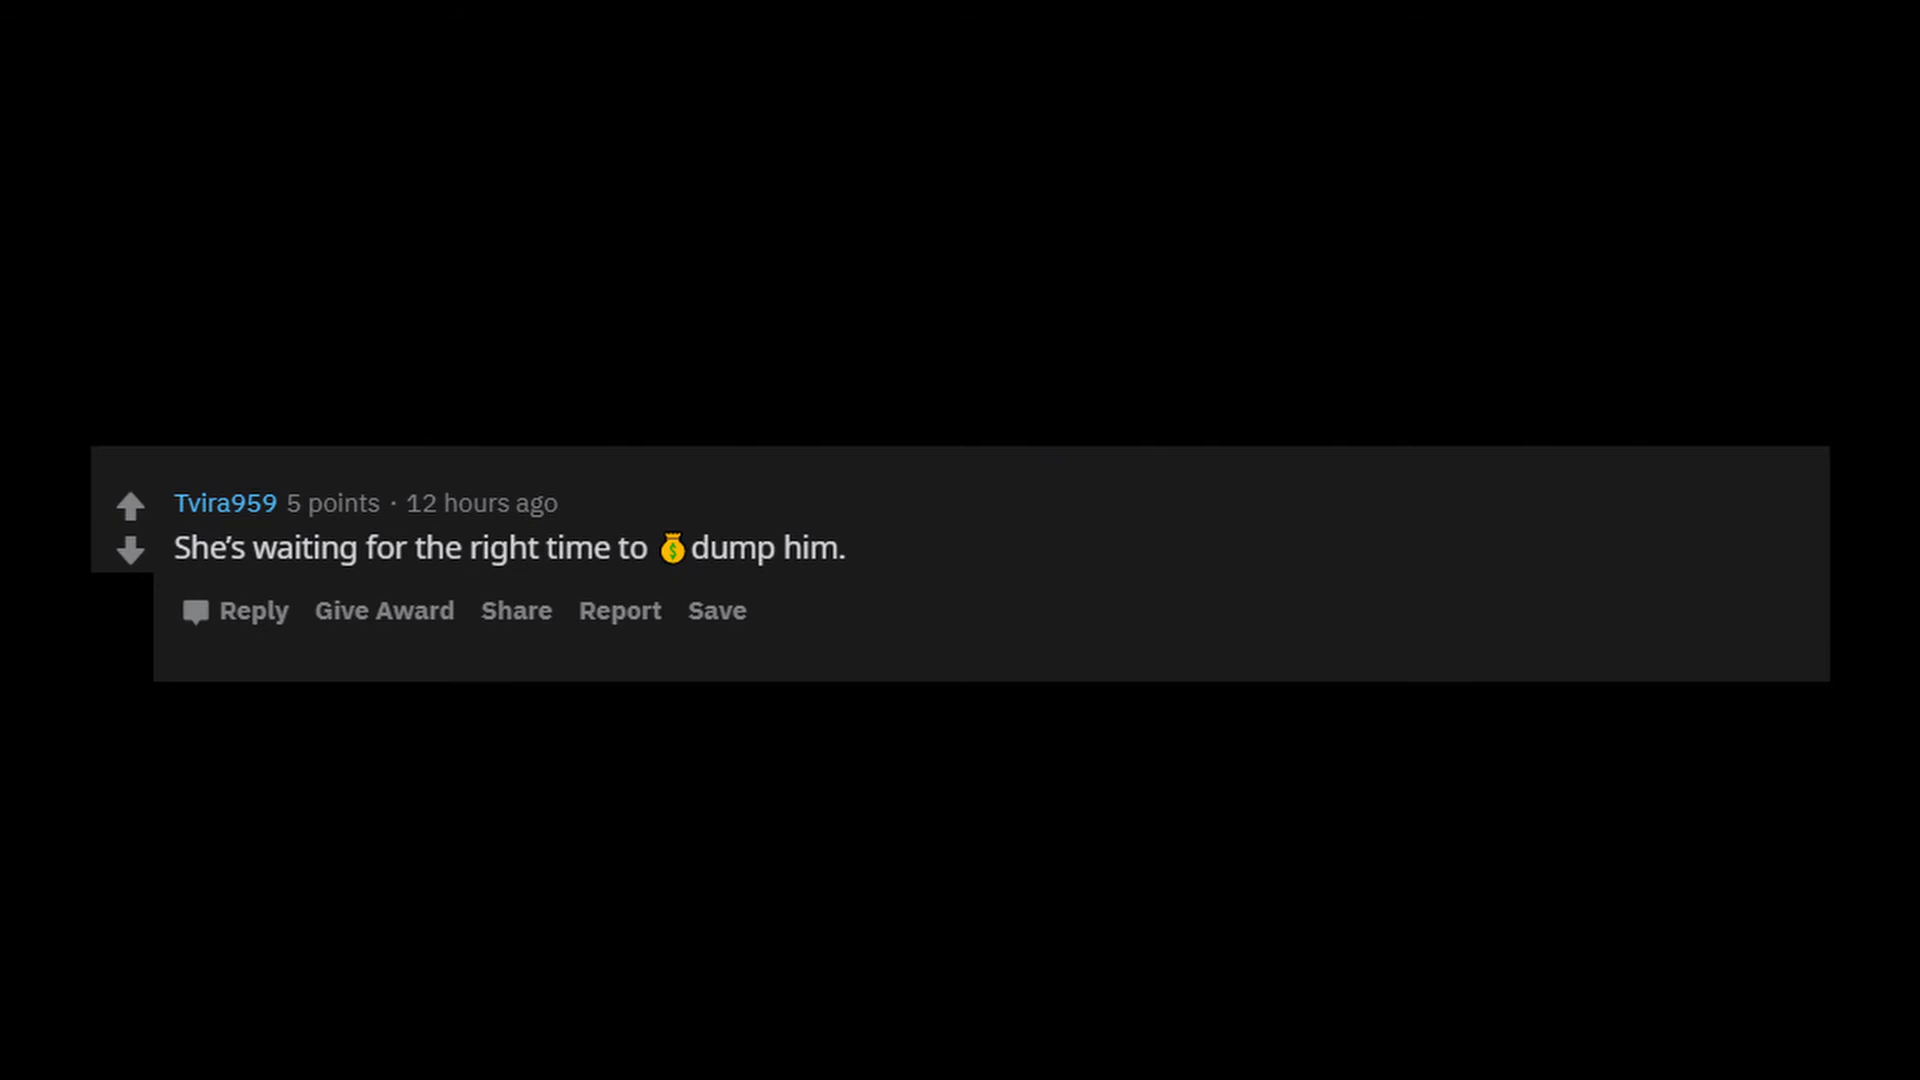 Tvira959 5 points · 12 hours ago
She’s waiting for the right time to 💰dump him.
Reply Give Award Share Report Save